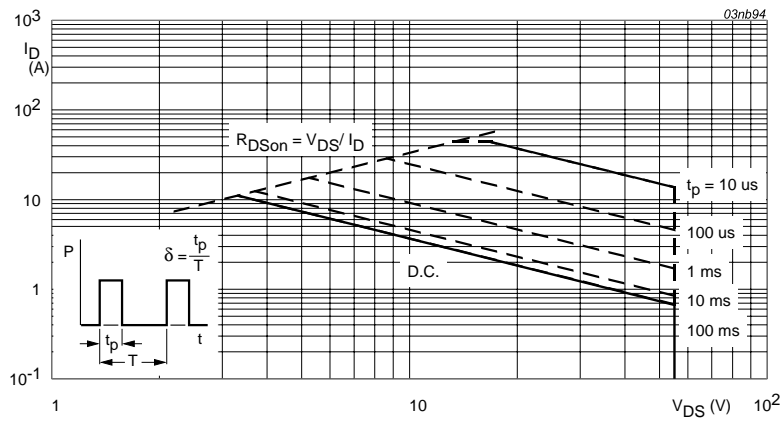 03nb94
10³
I_D
(A)
10²
R_DSon = V_DS/ I_D
t_p = 10 us
10
100 us
P
δ = t_p/T
D.C.
1 ms
1
10 ms
100 ms
t_p
t
T
10⁻¹
1
10
V_DS (V)
10²